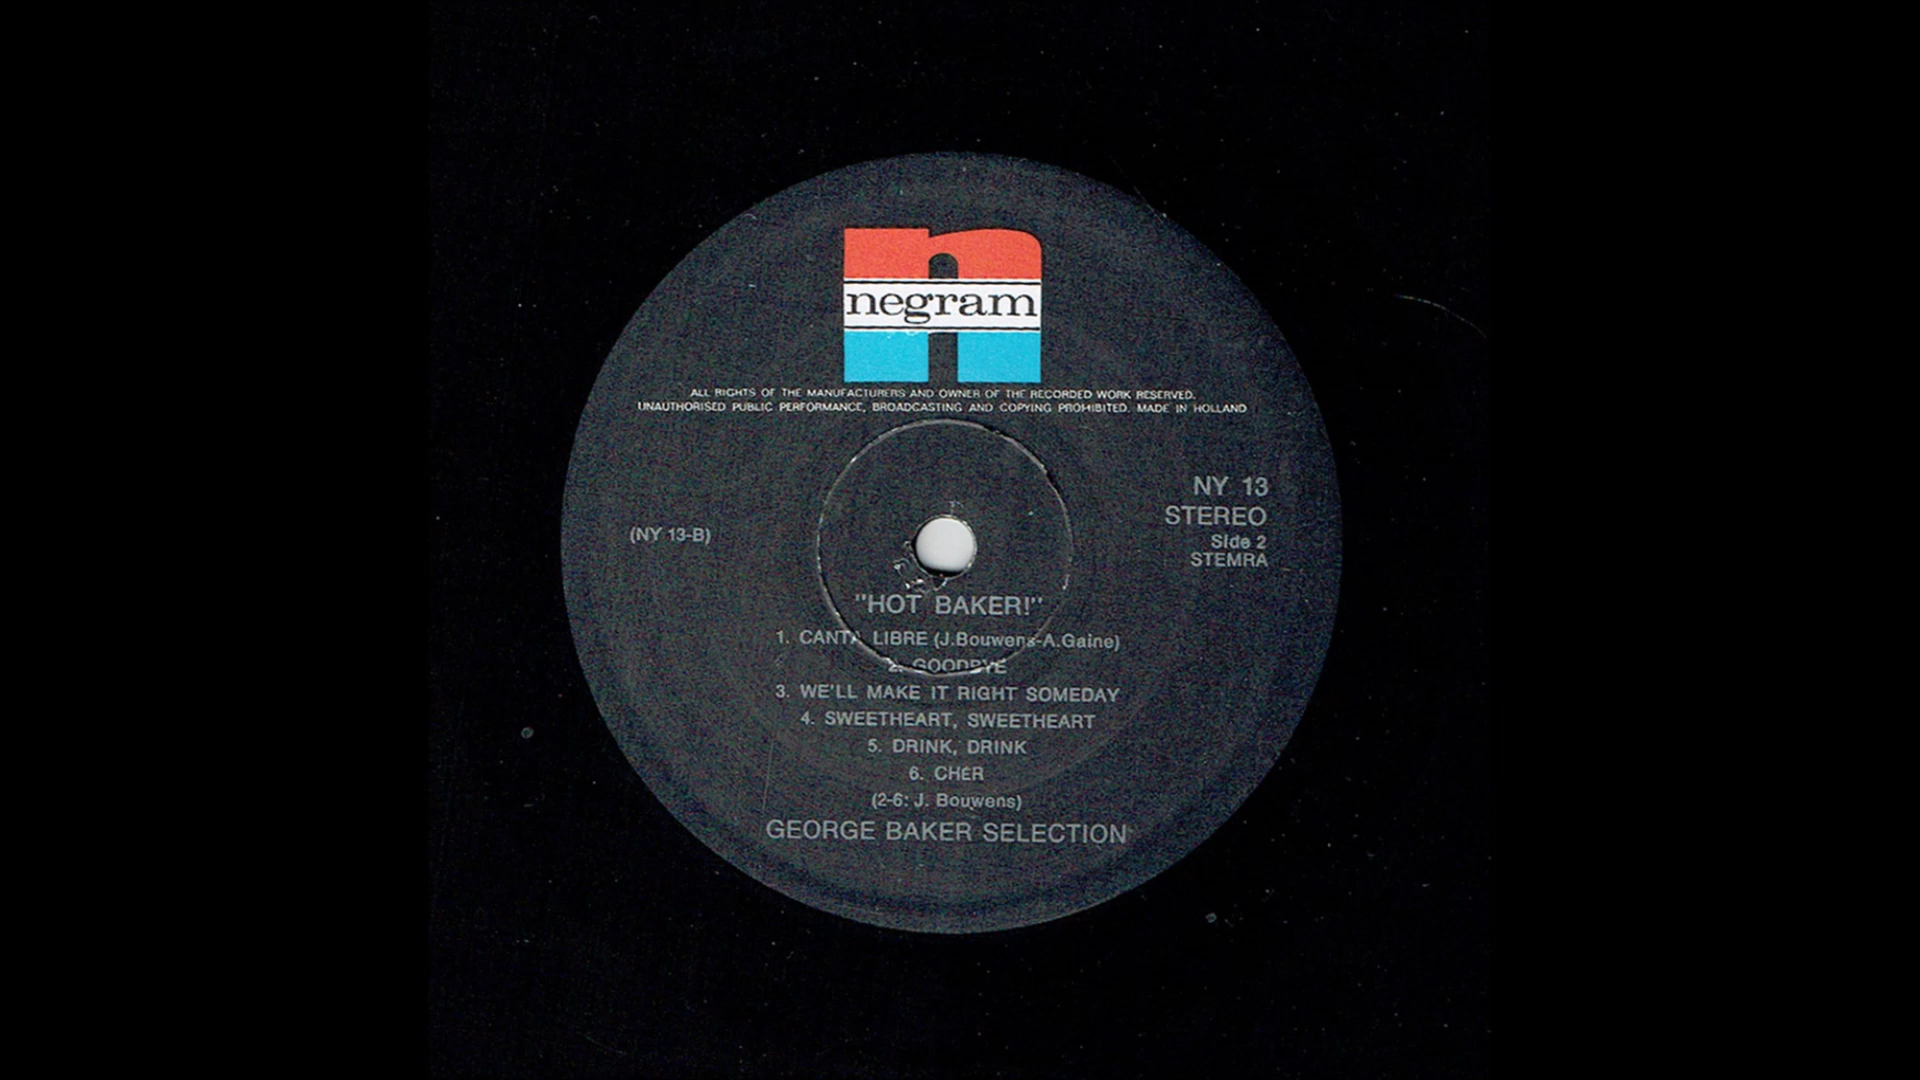 negram
ALL RIGHTS OF THE MANUFACTURERS AND OWNER OF THE RECORDED WORK RESERVED.
UNAUTHORISED PUBLIC PERFORMANCE, BROADCASTING AND COPYING PROHIBITED. MADE IN HOLLAND
NY 13
STEREO
(NY 13-B)
Side 2
STEMRA
"HOT BAKER!"
1. CANTA LIBRE (J.Bouwens-A.Gaine)
2. GOODBYE
3. WE'LL MAKE IT RIGHT SOMEDAY
4. SWEETHEART, SWEETHEART
5. DRINK, DRINK
6. CHER
(2-6: J. Bouwens)
GEORGE BAKER SELECTION